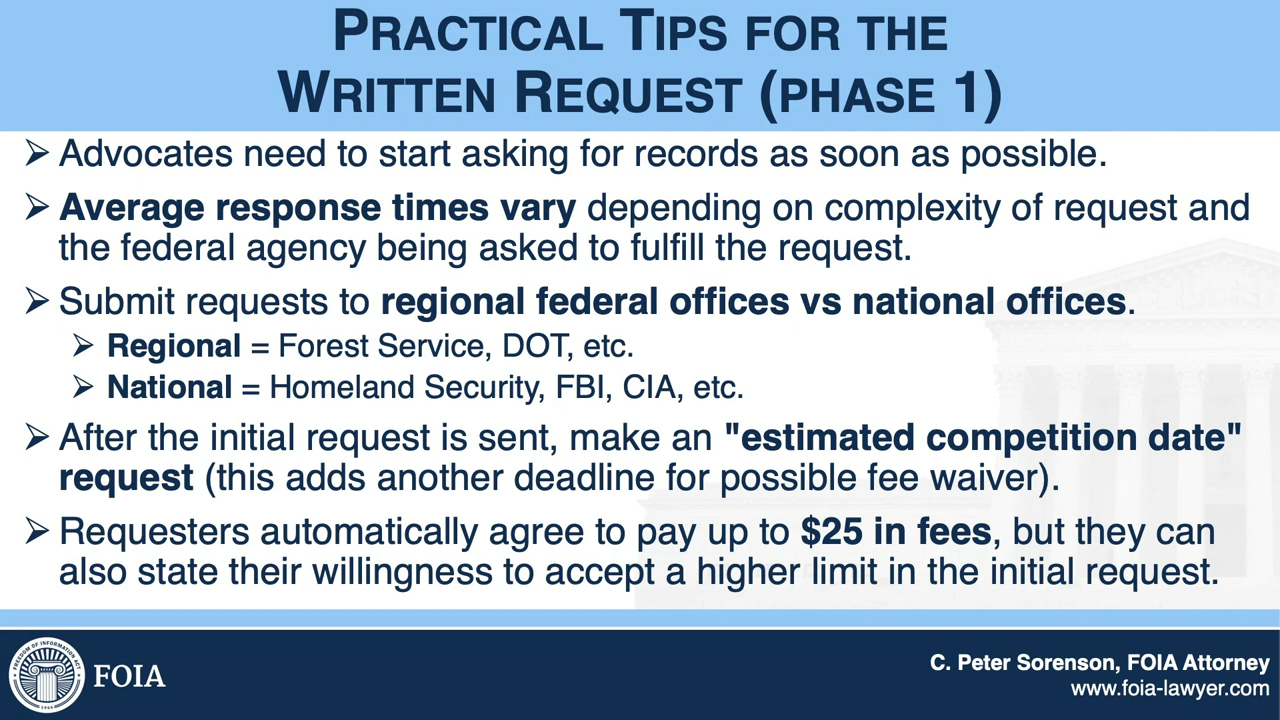 PRACTICAL TIPS FOR THE
WRITTEN REQUEST (PHASE 1)
➢ Advocates need to start asking for records as soon as possible.
➢ Average response times vary depending on complexity of request and
the federal agency being asked to fulfill the request.
➢ Submit requests to regional federal offices vs national offices.
➢ Regional = Forest Service, DOT, etc.
➢ National = Homeland Security, FBI, CIA, etc.
➢ After the initial request is sent, make an "estimated competition date"
request (this adds another deadline for possible fee waiver).
➢ Requesters automatically agree to pay up to $25 in fees, but they can
also state their willingness to accept a higher limit in the initial request.
FREEDOM OF INFORMATION ACT
1966
FOIA
C. Peter Sorenson, FOIA Attorney
www.foia-lawyer.com